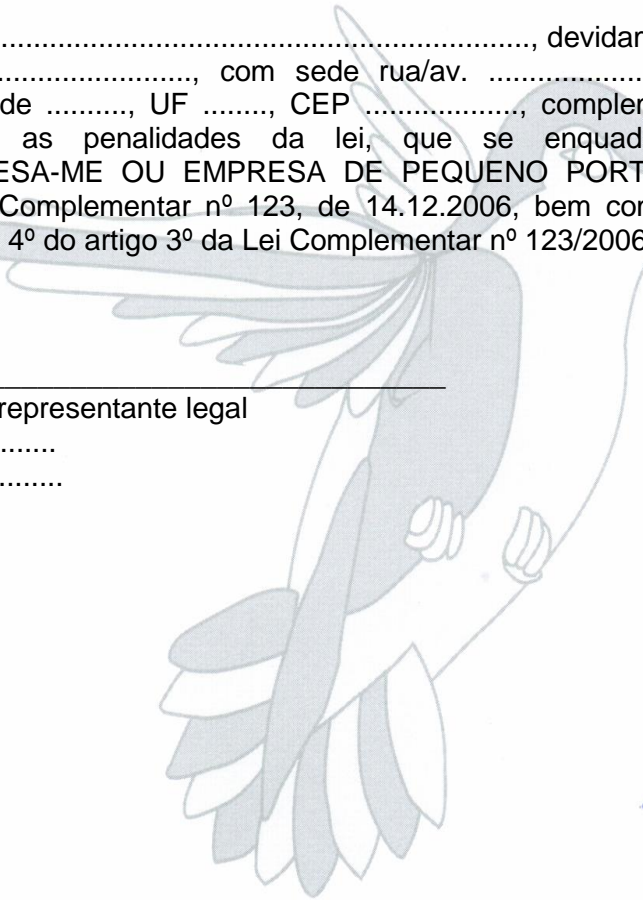 ..................................................................., devidar
........................., com sede rua/av. ...................
de .........., UF ........, CEP .................., compler
as penalidades da lei, que se enquad
ESA-ME OU EMPRESA DE PEQUENO PORT
Complementar nº 123, de 14.12.2006, bem cor
4º do artigo 3º da Lei Complementar nº 123/2006
________________________________
representante legal
.......
........